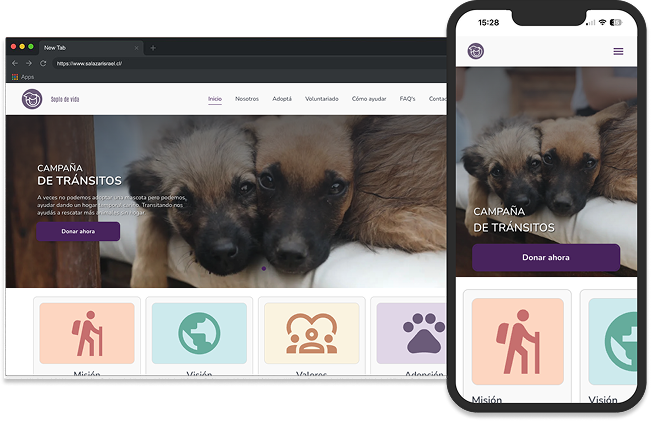 New Tab
https://www.salazarisrael.cl/
Apps
Soplo de vida
Inicio
Nosotros
Adoptá
Voluntariado
Cómo ayudar
FAQ's
CAMPAÑA
DE TRÁNSITOS
A veces no podemos adoptar una mascota pero podemos
ayudar dando un hogar temporal canino. Transitando nos
ayudás a rescatar más animales sin hogar.
Donar ahora
Misión
Visión
Valores
Adopción
15:28
CAMPAÑA
DE TRÁNSITOS
Donar ahora
Misión
Visión